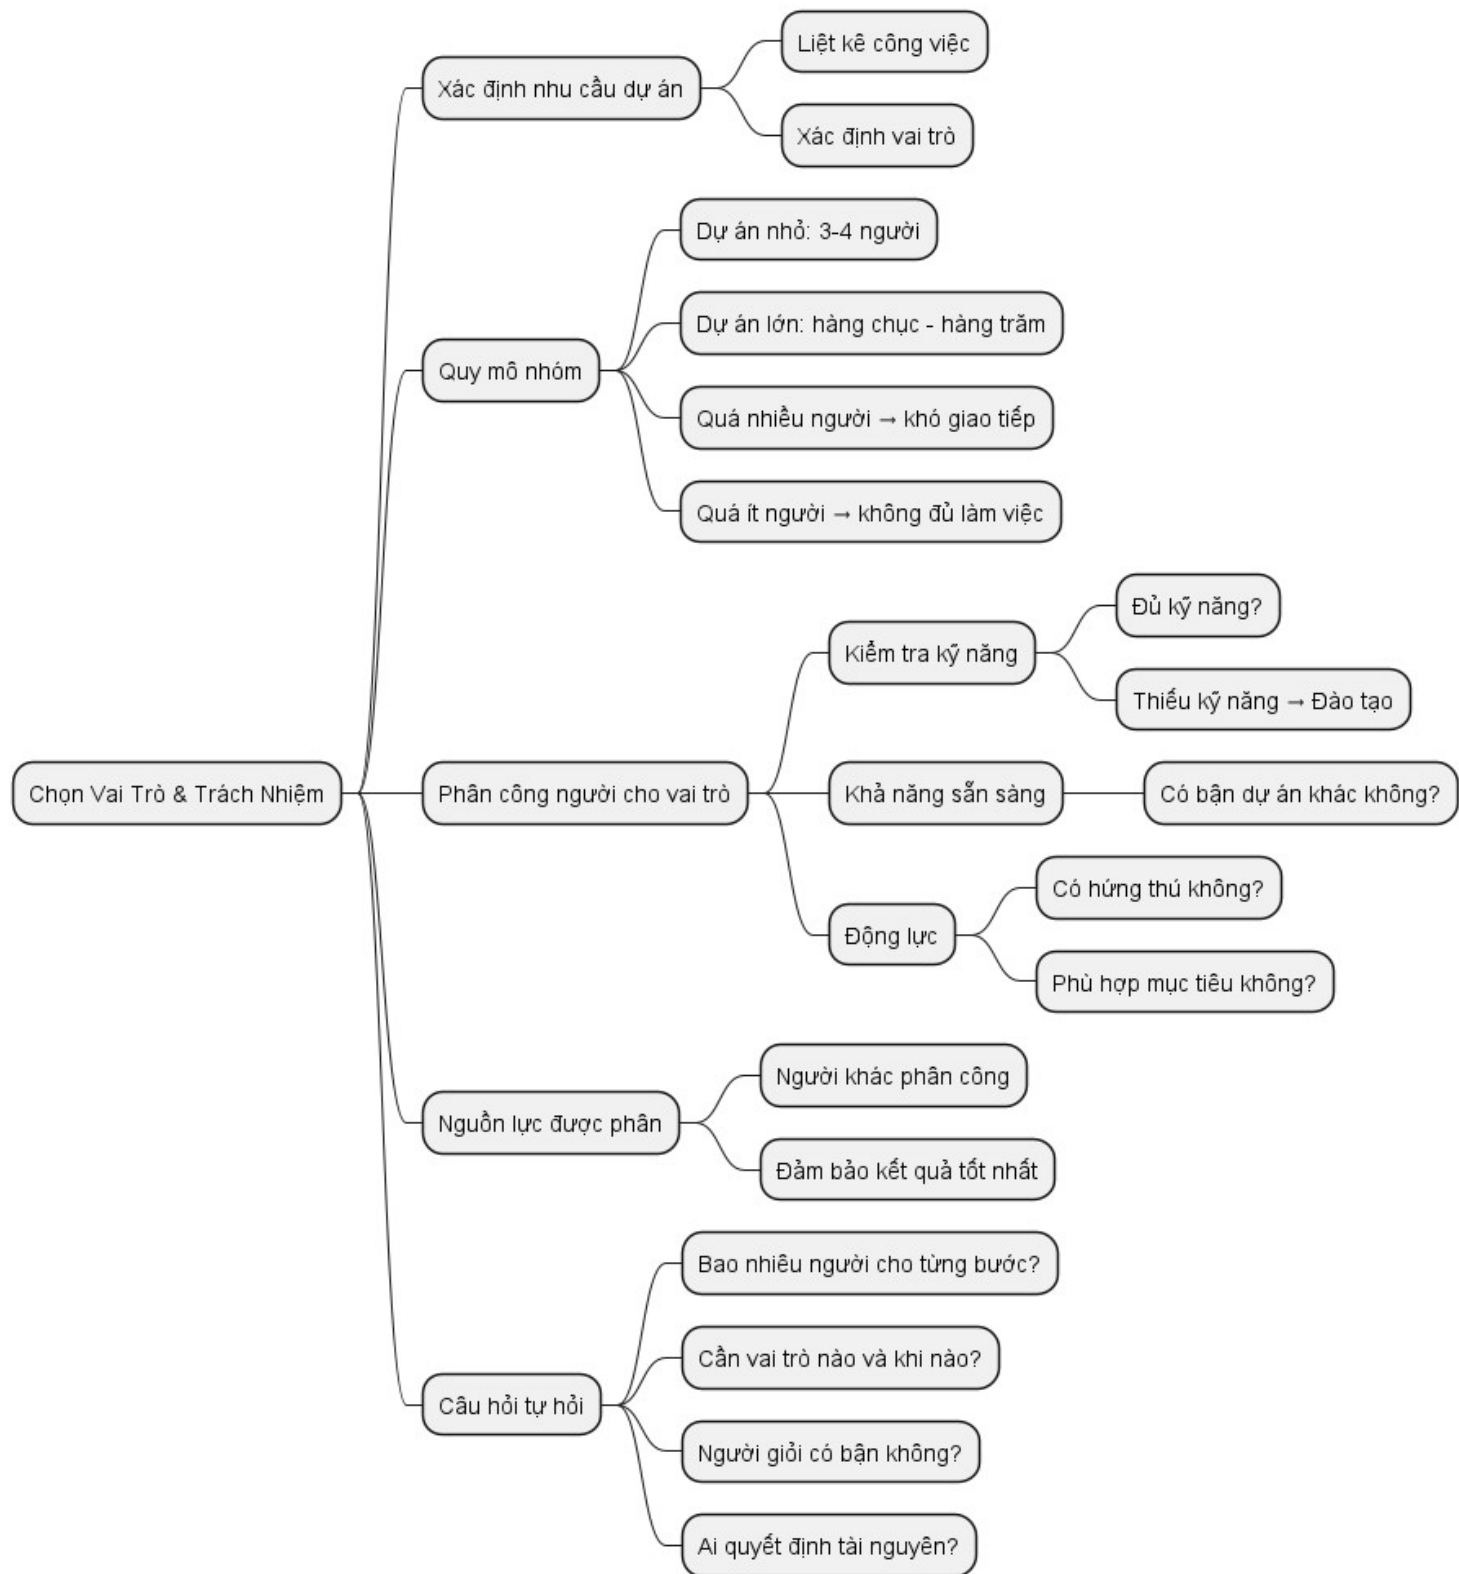 Chọn Vai Trò & Trách Nhiệm
Xác định nhu cầu dự án
Liệt kê công việc
Xác định vai trò
Quy mô nhóm
Dự án nhỏ: 3-4 người
Dự án lớn: hàng chục - hàng trăm
Quá nhiều người → khó giao tiếp
Quá ít người → không đủ làm việc
Phân công người cho vai trò
Kiểm tra kỹ năng
Đủ kỹ năng?
Thiếu kỹ năng → Đào tạo
Khả năng sẵn sàng
Có bận dự án khác không?
Động lực
Có hứng thú không?
Phù hợp mục tiêu không?
Nguồn lực được phân
Người khác phân công
Đảm bảo kết quả tốt nhất
Câu hỏi tự hỏi
Bao nhiêu người cho từng bước?
Cần vai trò nào và khi nào?
Người giỏi có bận không?
Ai quyết định tài nguyên?